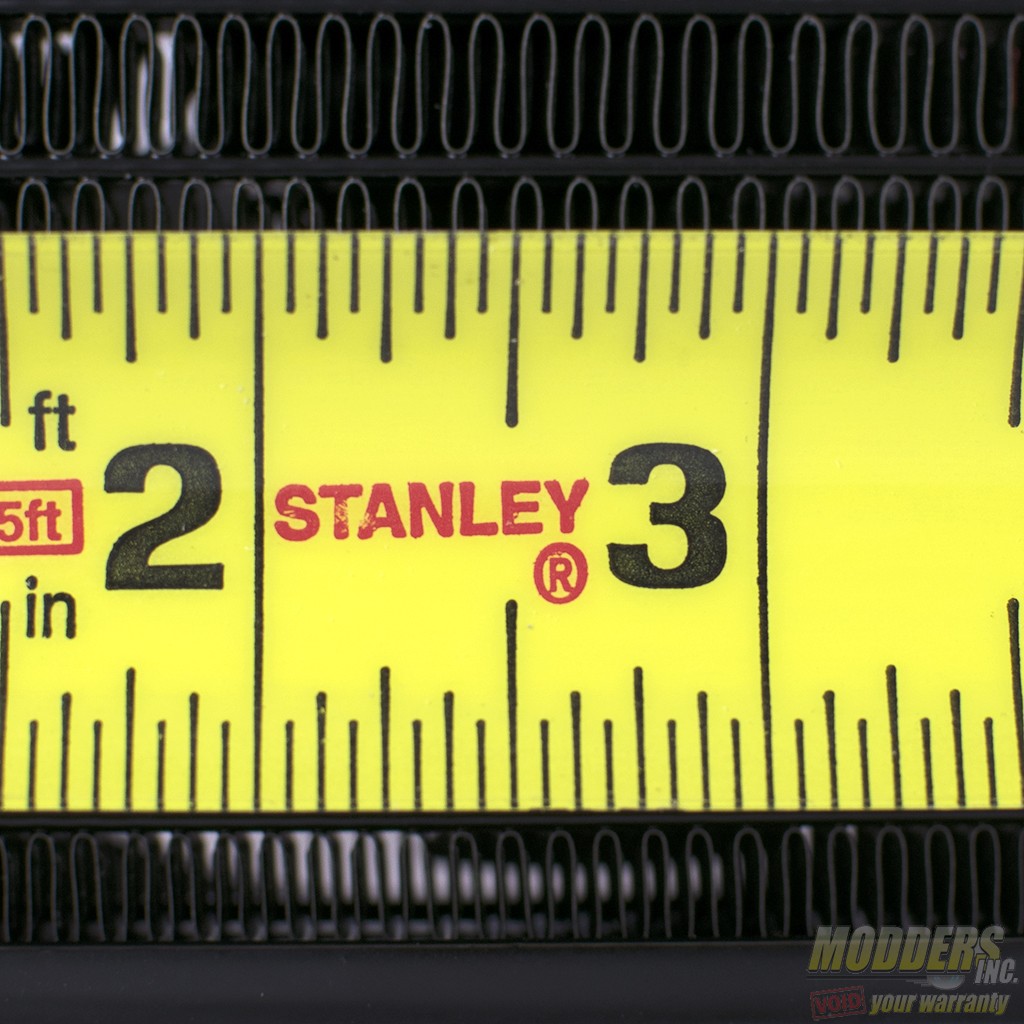 ft
5ft
in
2
STANLEY
®
3
MODDERS
INC.
VOID your warranty